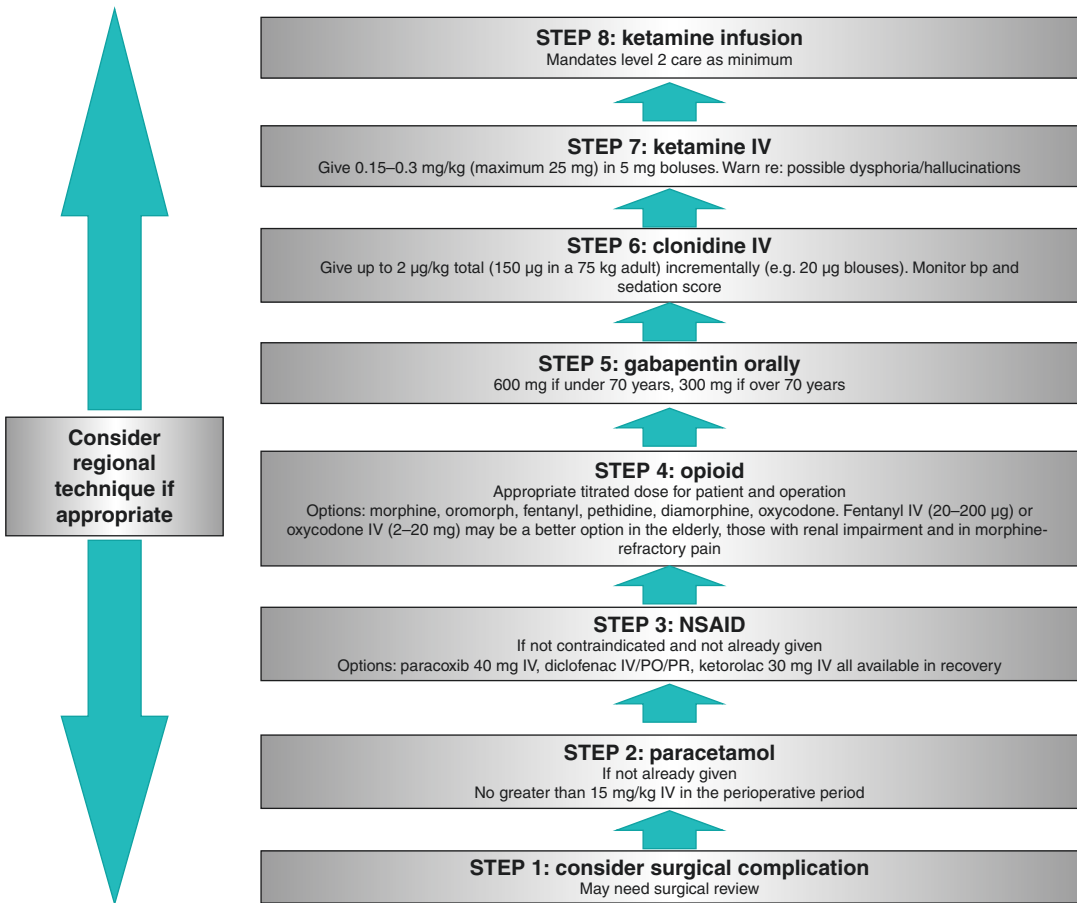 STEP 8: ketamine infusion
Mandates level 2 care as minimum
STEP 7: ketamine IV
Give 0.15–0.3 mg/kg (maximum 25 mg) in 5 mg boluses. Warn re: possible dysphoria/hallucinations
STEP 6: clonidine IV
Give up to 2 µg/kg total (150 µg in a 75 kg adult) incrementally (e.g. 20 µg blouses). Monitor bp and
sedation score
STEP 5: gabapentin orally
600 mg if under 70 years, 300 mg if over 70 years
Consider
regional
technique if
appropriate
STEP 4: opioid
Appropriate titrated dose for patient and operation
Options: morphine, oromorph, fentanyl, pethidine, diamorphine, oxycodone. Fentanyl IV (20–200 µg) or
oxycodone IV (2–20 mg) may be a better option in the elderly, those with renal impairment and in morphine-
refractory pain
STEP 3: NSAID
If not contraindicated and not already given
Options: paracoxib 40 mg IV, diclofenac IV/PO/PR, ketorolac 30 mg IV all available in recovery
STEP 2: paracetamol
If not already given
No greater than 15 mg/kg IV in the perioperative period
STEP 1: consider surgical complication
May need surgical review